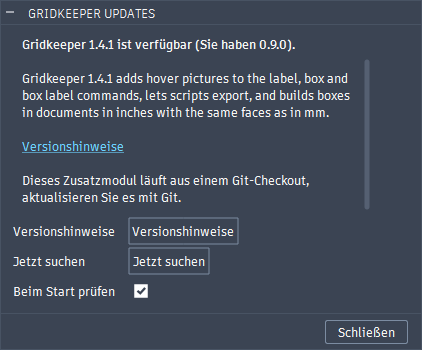 GRIDKEEPER UPDATES
Gridkeeper 1.4.1 ist verfügbar (Sie haben 0.9.0).
Gridkeeper 1.4.1 adds hover pictures to the label, box and
box label commands, lets scripts export, and builds boxes
in documents in inches with the same faces as in mm.
Versionshinweise
Dieses Zusatzmodul läuft aus einem Git-Checkout,
aktualisieren Sie es mit Git.
Versionshinweise Versionshinweise
Jetzt suchen Jetzt suchen
Beim Start prüfen
Schließen